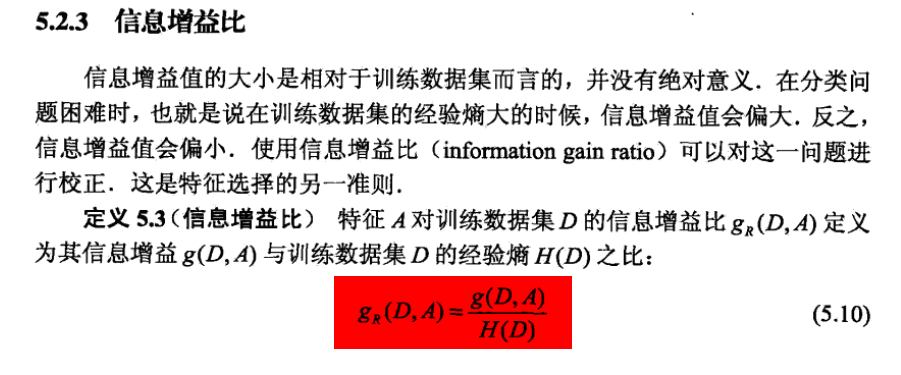 5.2.3 信息增益比
信息增益值的大小是相对于训练数据集而言的，并没有绝对意义．在分类问
题困难时，也就是说在训练数据集的经验熵大的时候，信息增益值会偏大．反之，
信息增益值会偏小．使用信息增益比（information gain ratio）可以对这一问题进
行校正．这是特征选择的另一准则．
定义 5.3（信息增益比） 特征 A 对训练数据集 D 的信息增益比 g_R(D, A) 定义
为其信息增益 g(D, A) 与训练数据集 D 的经验熵 H(D) 之比：
g_R(D, A) = g(D, A) / H(D) (5.10)